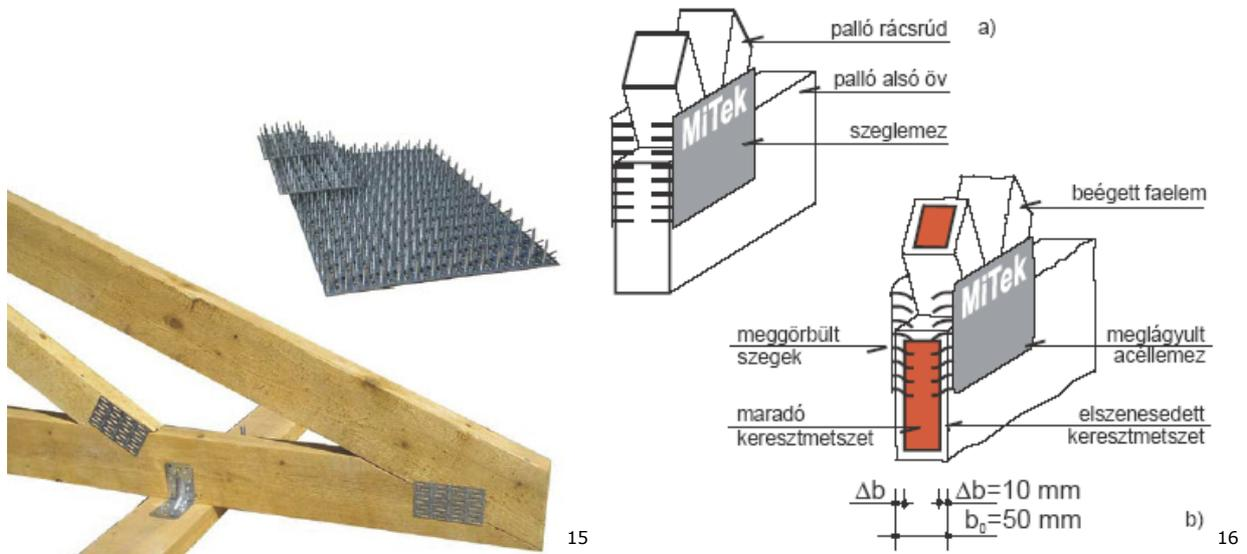 palló rácsrúd
a)
palló alsó öv
MiTek
szeglemez
beégett faelem
MiTek
meggörbült
szegek
meglágyult
acéllemez
maradó
keresztmetszet
elszenesedett
keresztmetszet
Δb
Δb=10 mm
b₀=50 mm
b)
15
16